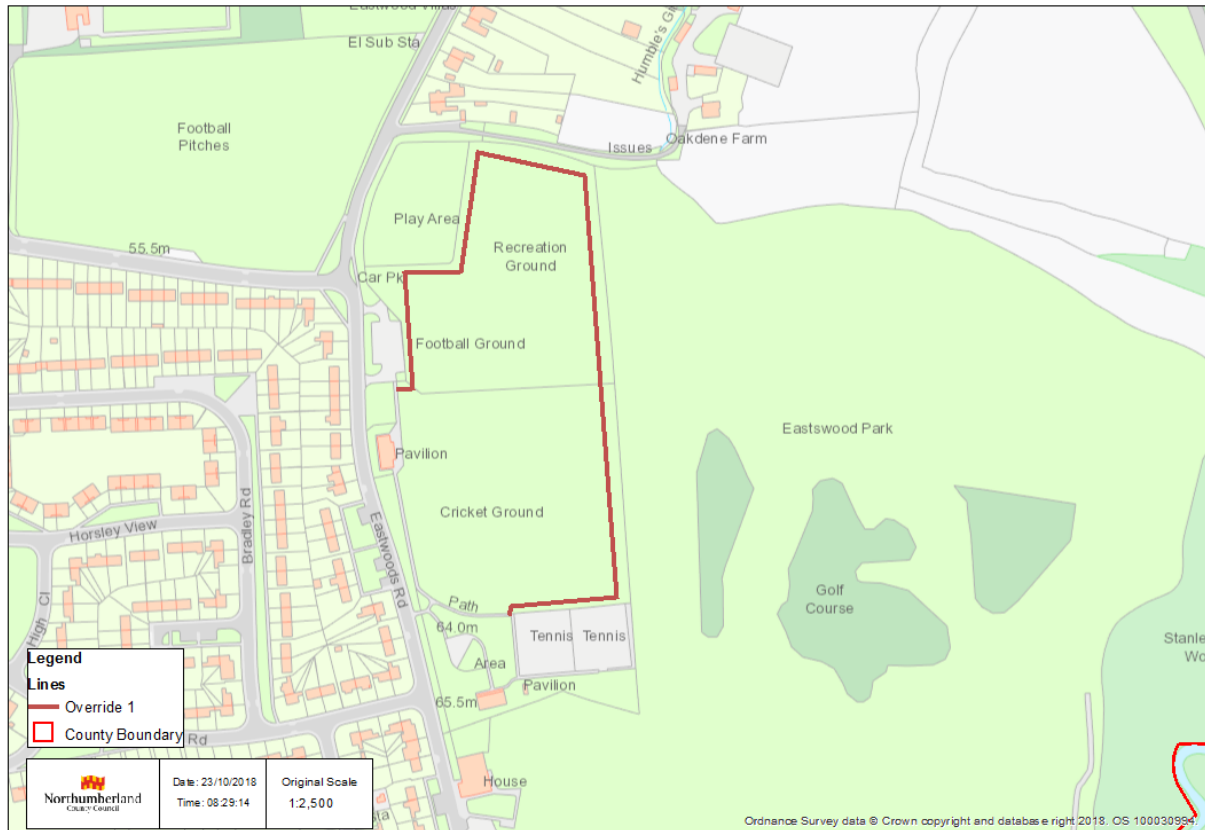 Eastwood Villas
El Sub Sta
Humble's
Football
Pitches
Issues
Oakdene Farm
Play Area
Recreation
Ground
55.5m
Car Pk
Football Ground
Eastswood Park
Pavilion
Cricket Ground
Horsley View
Bradley Rd
Eastwoods Rd
High Cl
Path
64.0m
Tennis
Tennis
Golf
Course
Area
Pavilion
65.5m
Rd
House
Legend
Lines
Override 1
County Boundary
Northumberland
County Council
Date: 23/10/2018
Time: 08:29:14
Original Scale
1:2,500
Ordnance Survey data © Crown copyright and database right 2018. OS 100030994.